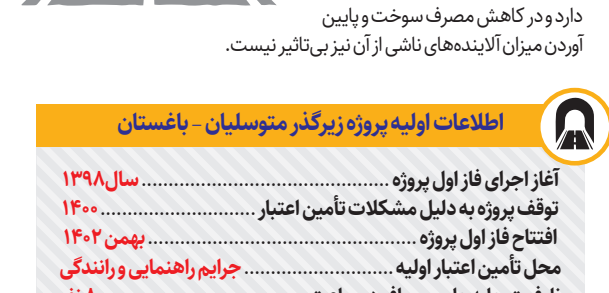 دارد و در کاهش مصرف سوخت و پایین
آوردن میزان آلاینده‌های ناشی از آن نیز بی‌تاثیر نیست.
اطلاعات اولیه پروژه زیرگذر متوسلیان – باغستان
آغاز اجرای فاز اول پروژه ............................................... سال۱۳۹۸
توقف پروژه به دلیل مشکلات تأمین اعتبار ............................. ۱۴۰۰
افتتاح فاز اول پروژه ................................................... بهمن ۱۴۰۲
محل تأمین اعتبار اولیه ............................ جرایم راهنمایی و رانندگی